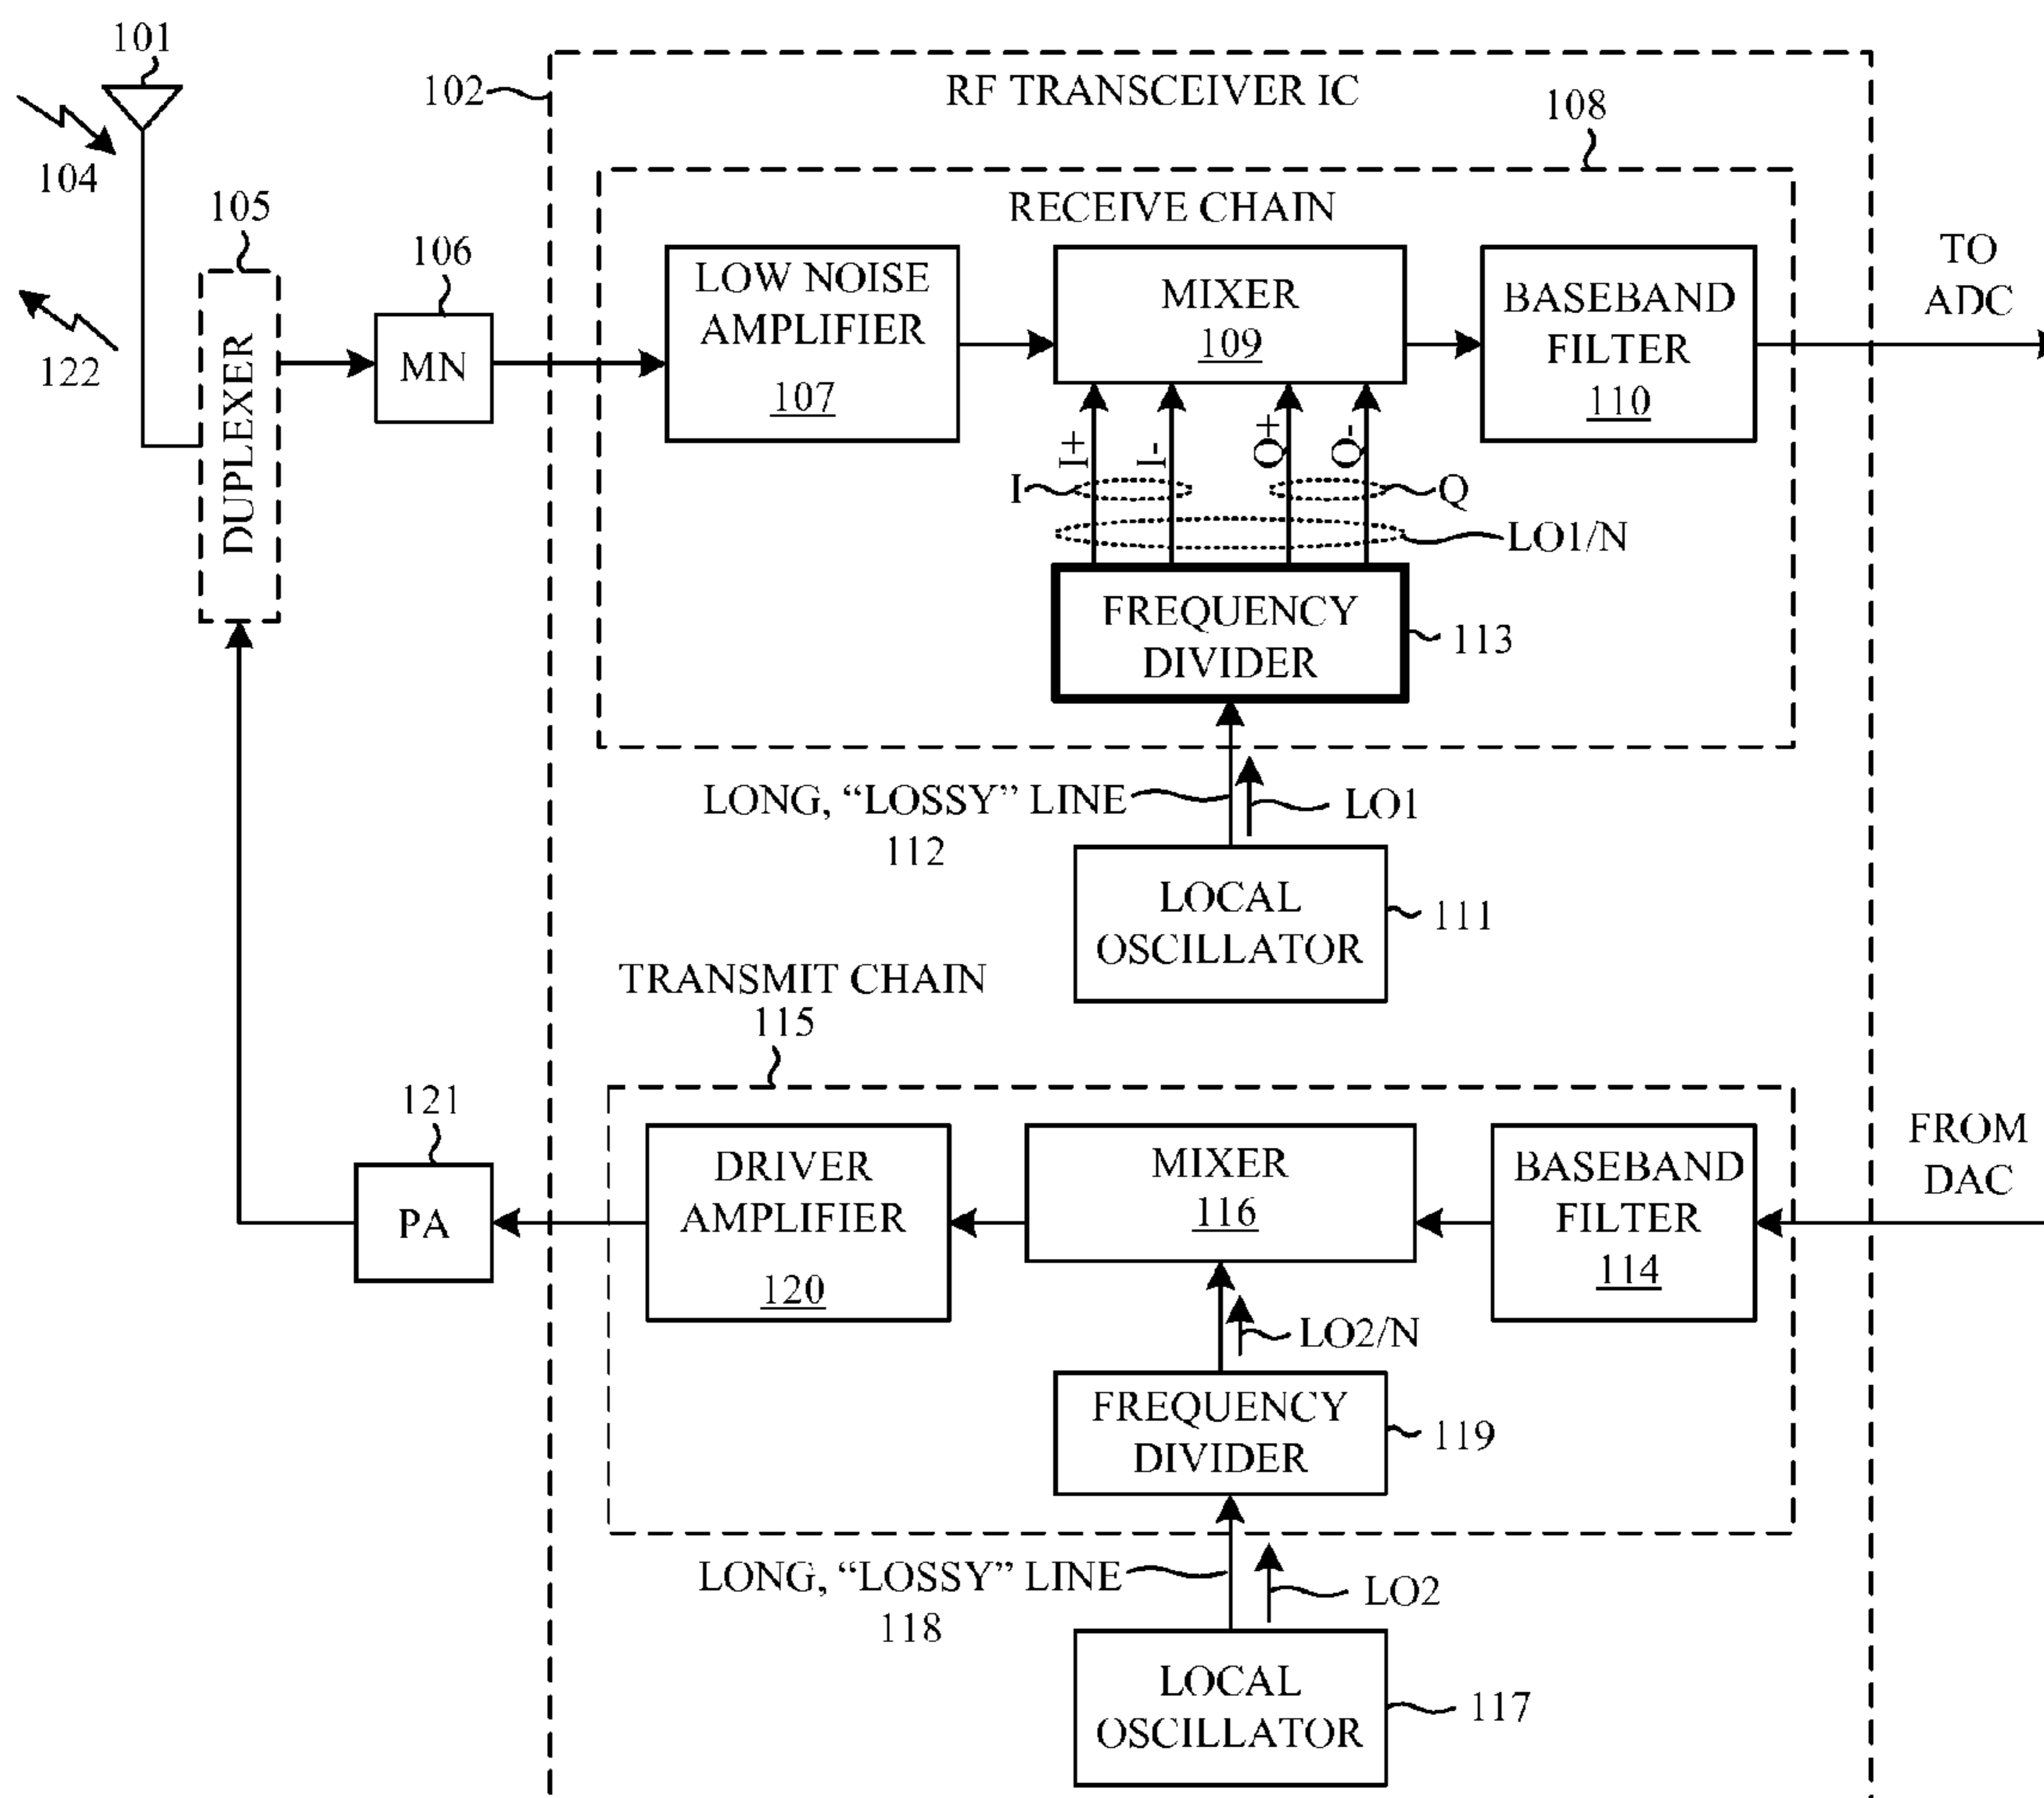 101
102
RF TRANSCEIVER IC
108
104
105
RECEIVE CHAIN
106
LOW NOISE
AMPLIFIER
107
MIXER
109
BASEBAND
FILTER
110
TO
ADC
122
DUPLEXER
MN
I+
I-
Q+
Q-
I
Q
LO1/N
FREQUENCY
DIVIDER
113
LONG, “LOSSY” LINE
112
LO1
LOCAL
OSCILLATOR
111
TRANSMIT CHAIN
115
121
PA
DRIVER
AMPLIFIER
120
MIXER
116
BASEBAND
FILTER
114
FROM
DAC
LO2/N
FREQUENCY
DIVIDER
119
LONG, “LOSSY” LINE
118
LO2
LOCAL
OSCILLATOR
117